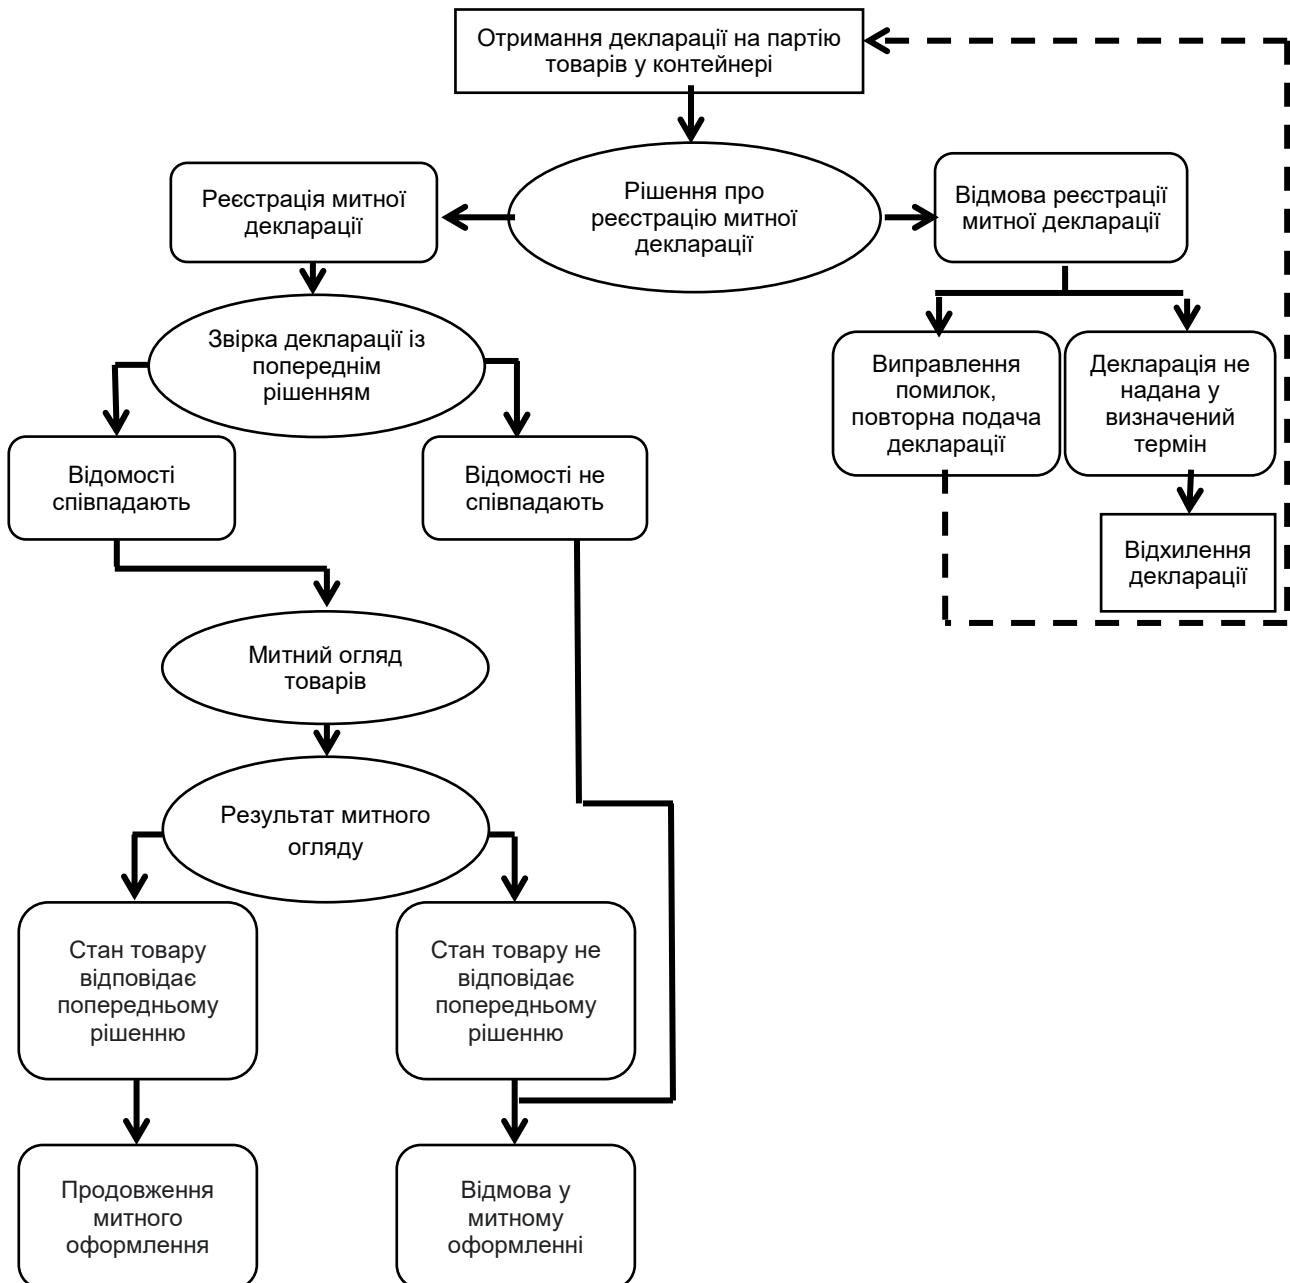 Отримання декларації на партію
товарів у контейнері
Реєстрація митної
декларації
Рішення про
реєстрацію митної
декларації
Відмова реєстрації
митної декларації
Звірка декларації із
попереднім
рішенням
Виправлення
помилок,
повторна подача
декларації
Декларація не
надана у
визначений
термін
Відомості
співпадають
Відомості не
співпадають
Відхилення
декларації
Митний огляд
товарів
Результат митного
огляду
Стан товару
відповідає
попередньому
рішенню
Стан товару не
відповідає
попередньому
рішенню
Продовження
митного
оформлення
Відмова у
митному
оформленні